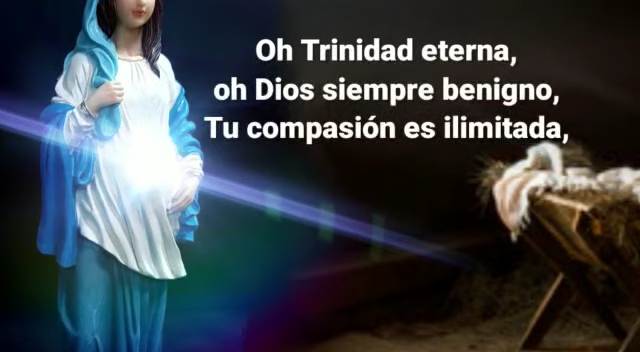 Oh Trinidad eterna,
oh Dios siempre benigno,
Tu compasión es ilimitada,